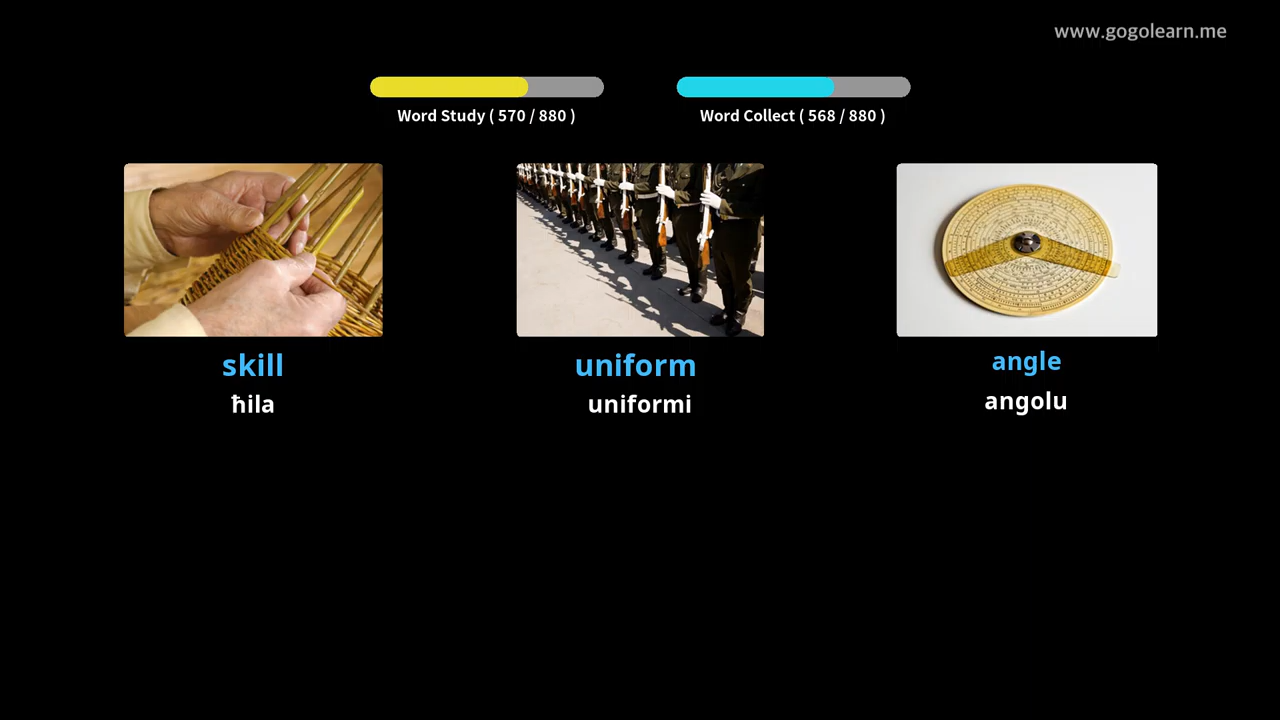 www.gogolearn.me
Word Study ( 570 / 880 )
Word Collect ( 568 / 880 )
skill
uniform
angle
ħila
uniformi
angolu